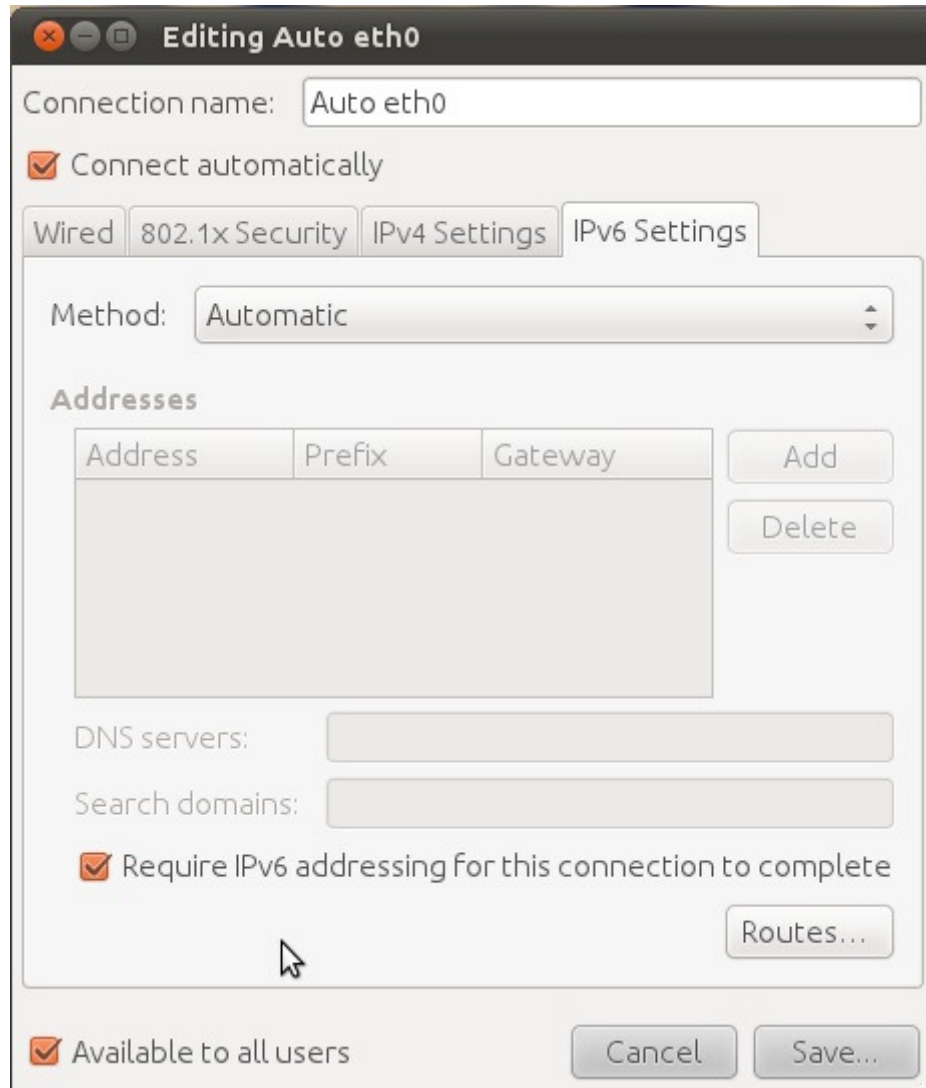 Editing Auto eth0
Connection name: Auto eth0
Connect automatically
Wired 802.1x Security IPv4 Settings IPv6 Settings
Method: Automatic
Addresses
Address Prefix Gateway Add
Delete
DNS servers:
Search domains:
Require IPv6 addressing for this connection to complete
Routes...
Available to all users Cancel Save...